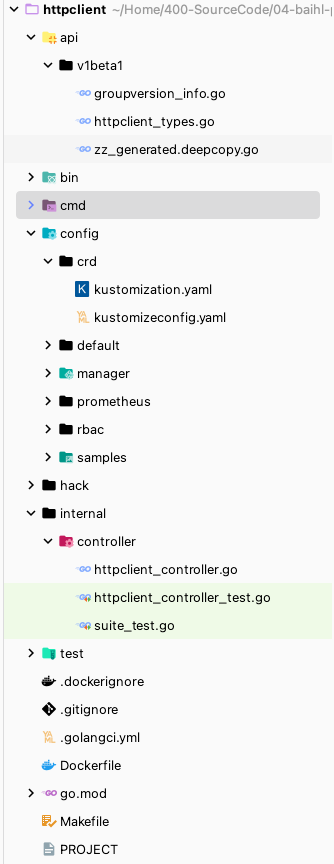 httpclient ~/Home/400-SourceCode/04-baihl-
api
v1beta1
groupversion_info.go
httpclient_types.go
zz_generated.deepcopy.go
bin
cmd
config
crd
kustomization.yaml
kustomizeconfig.yaml
default
manager
prometheus
rbac
samples
hack
internal
controller
httpclient_controller.go
httpclient_controller_test.go
suite_test.go
test
.dockerignore
.gitignore
.golangci.yml
Dockerfile
go.mod
Makefile
PROJECT